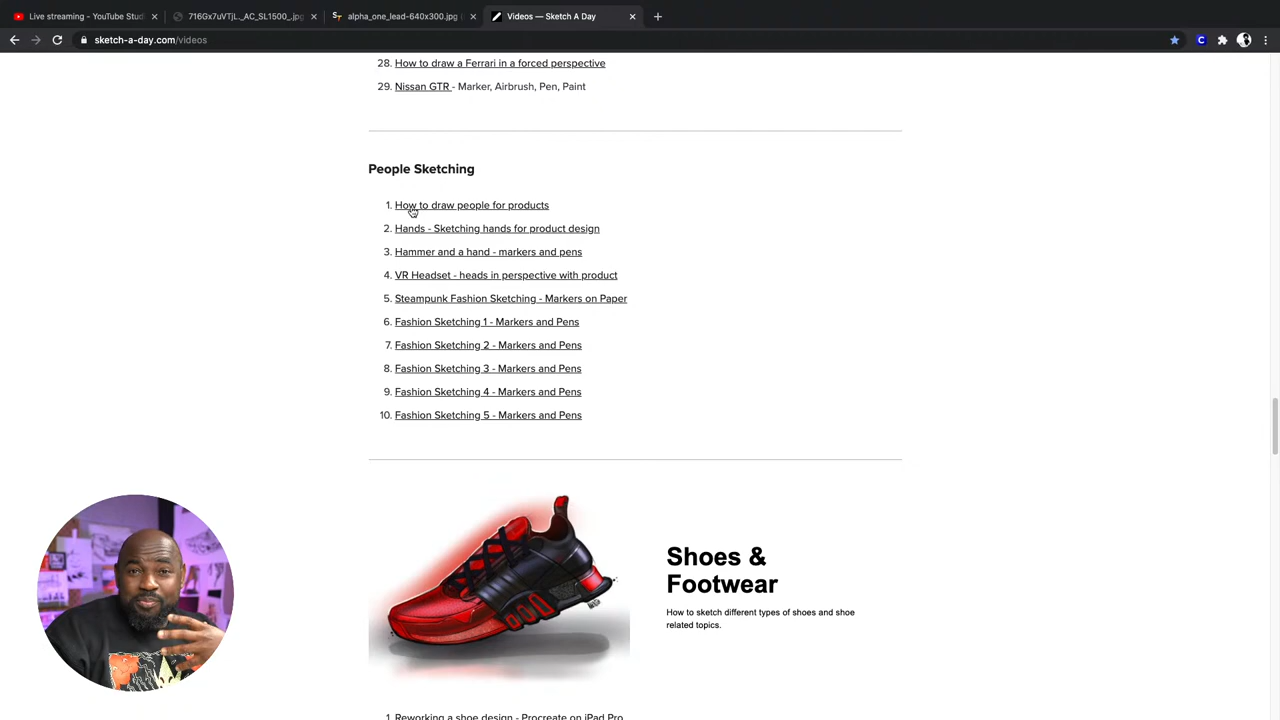 Live streaming - YouTube Stud
716Gx7uVTjL._AC_SL1500_.jpg
alpha_one_lead-640x300.jpg
Videos — Sketch A Day
sketch-a-day.com/videos
28. How to draw a Ferrari in a forced perspective
29. Nissan GTR - Marker, Airbrush, Pen, Paint
People Sketching
1. How to draw people for products
2. Hands - Sketching hands for product design
3. Hammer and a hand - markers and pens
4. VR Headset - heads in perspective with product
5. Steampunk Fashion Sketching - Markers on Paper
6. Fashion Sketching 1 - Markers and Pens
7. Fashion Sketching 2 - Markers and Pens
8. Fashion Sketching 3 - Markers and Pens
9. Fashion Sketching 4 - Markers and Pens
10. Fashion Sketching 5 - Markers and Pens
Shoes &
Footwear
How to sketch different types of shoes and shoe
related topics.
1. Reworking a shoe design - Procreate on iPad Pro